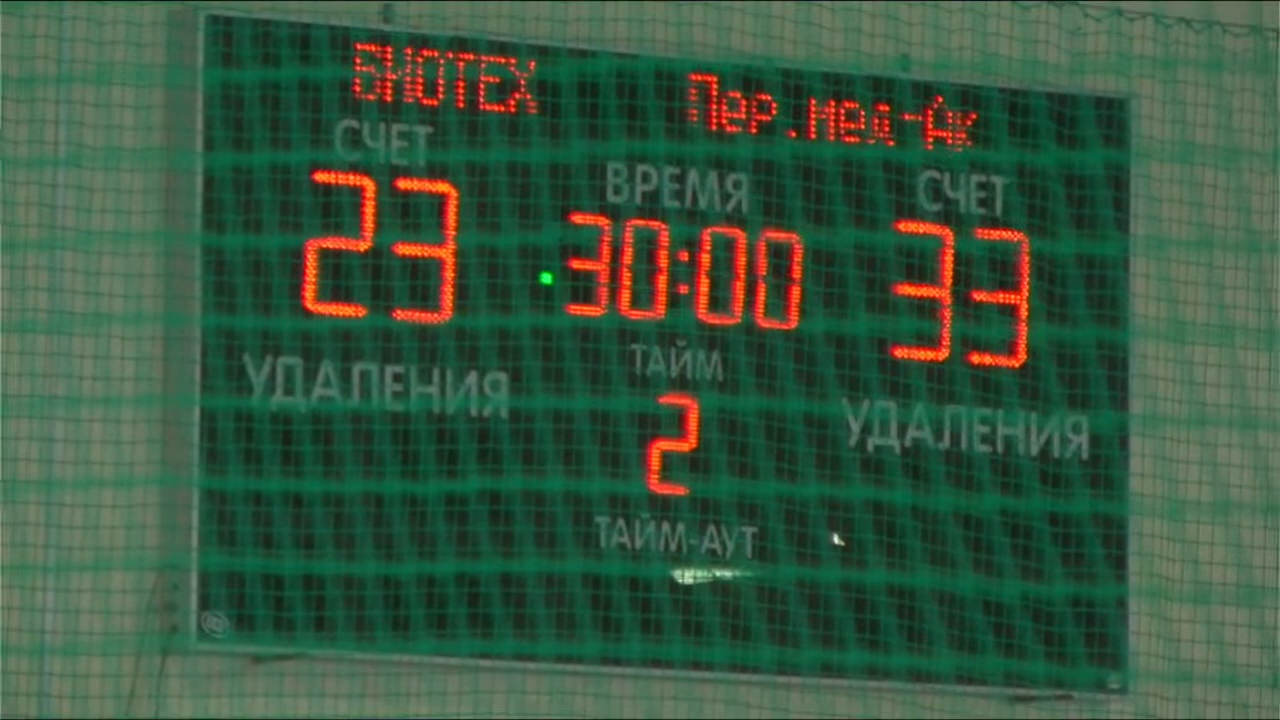 БИОТЕХ Пер.мед-Ак
СЧЕТ ВРЕМЯ СЧЕТ
23 30:00 33
ТАЙМ
УДАЛЕНИЯ 2 УДАЛЕНИЯ
ТАЙМ-АУТ